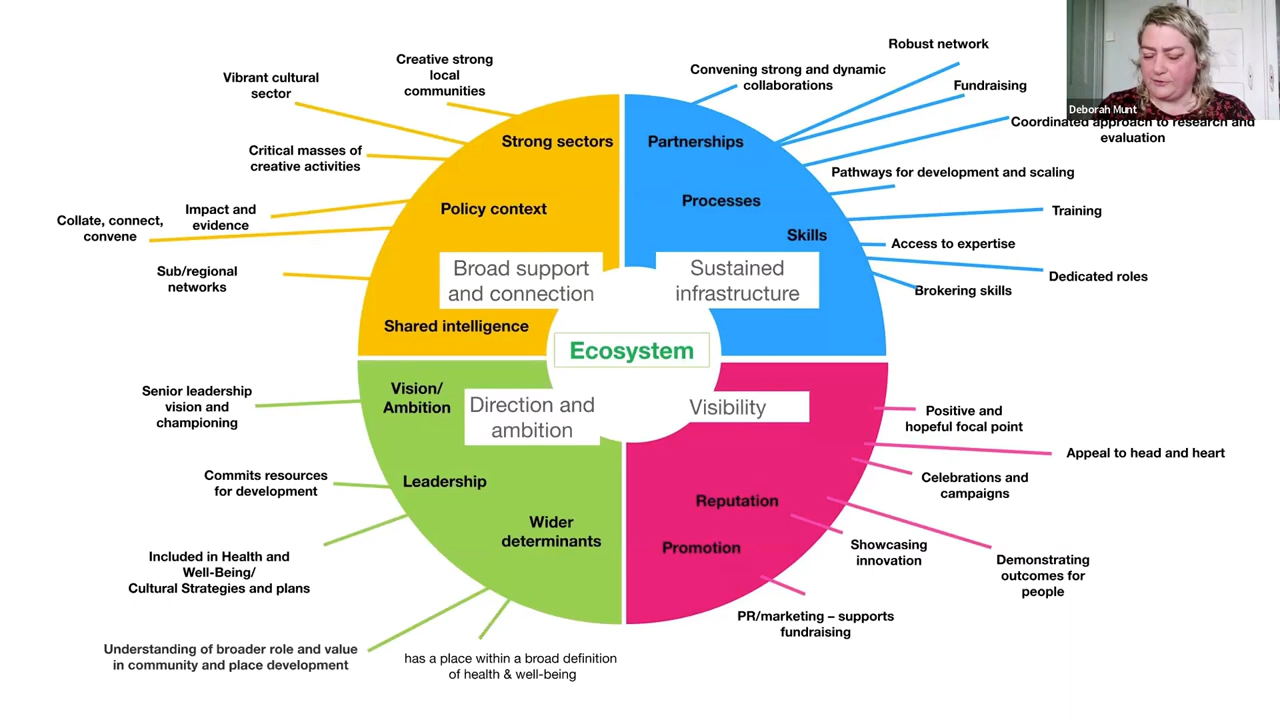 Creative strong
local
communities
Vibrant cultural
sector
Critical masses of
creative activities
Impact and
evidence
Collate, connect,
convene
Sub/regional
networks
Strong sectors
Policy context
Broad support
and connection
Shared intelligence
Robust network
Convening strong and dynamic
collaborations
Fundraising
Deborah Munt
Coordinated approach to research and
evaluation
Pathways for development and scaling
Training
Access to expertise
Dedicated roles
Brokering skills
Partnerships
Processes
Skills
Sustained
infrastructure
Ecosystem
Senior leadership
vision and
championing
Commits resources
for development
Included in Health and
Well-Being/
Cultural Strategies and plans
Understanding of broader role and value
in community and place development
has a place within a broad definition
of health & well-being
Vision/
Ambition
Direction and
ambition
Leadership
Wider
determinants
Visibility
Reputation
Promotion
Positive and
hopeful focal point
Appeal to head and heart
Celebrations and
campaigns
Showcasing
innovation
Demonstrating
outcomes for
people
PR/marketing – supports
fundraising